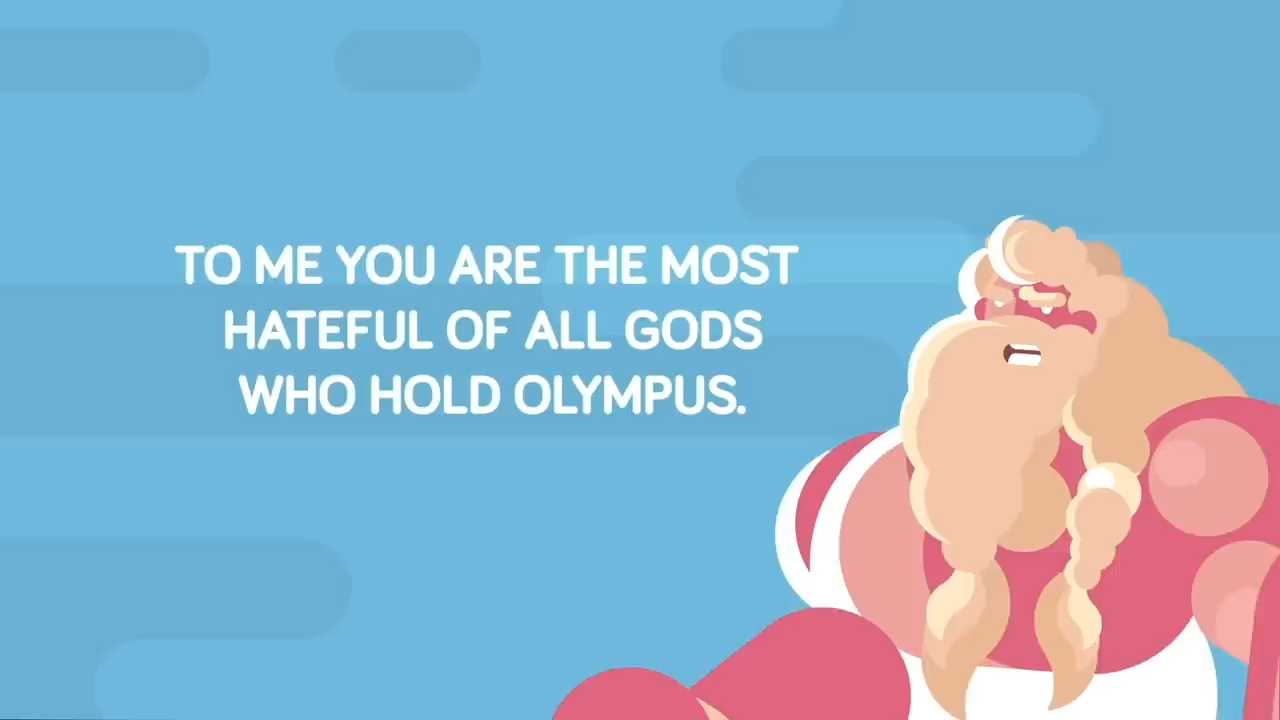 TO ME YOU ARE THE MOST
HATEFUL OF ALL GODS
WHO HOLD OLYMPUS.